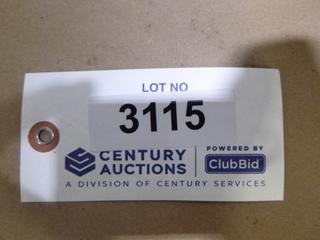 LOT NO
3115
CENTURY AUCTIONS
POWERED BY
ClubBid
A DIVISION OF CENTURY SERVICES